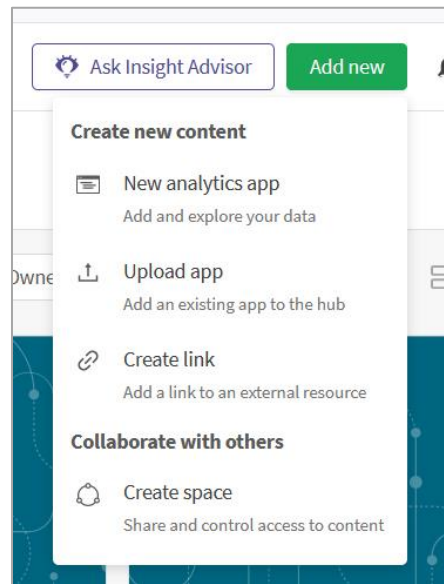 Ask Insight Advisor
Add new
Create new content
New analytics app
Add and explore your data
Upload app
Add an existing app to the hub
Create link
Add a link to an external resource
Collaborate with others
Create space
Share and control access to content